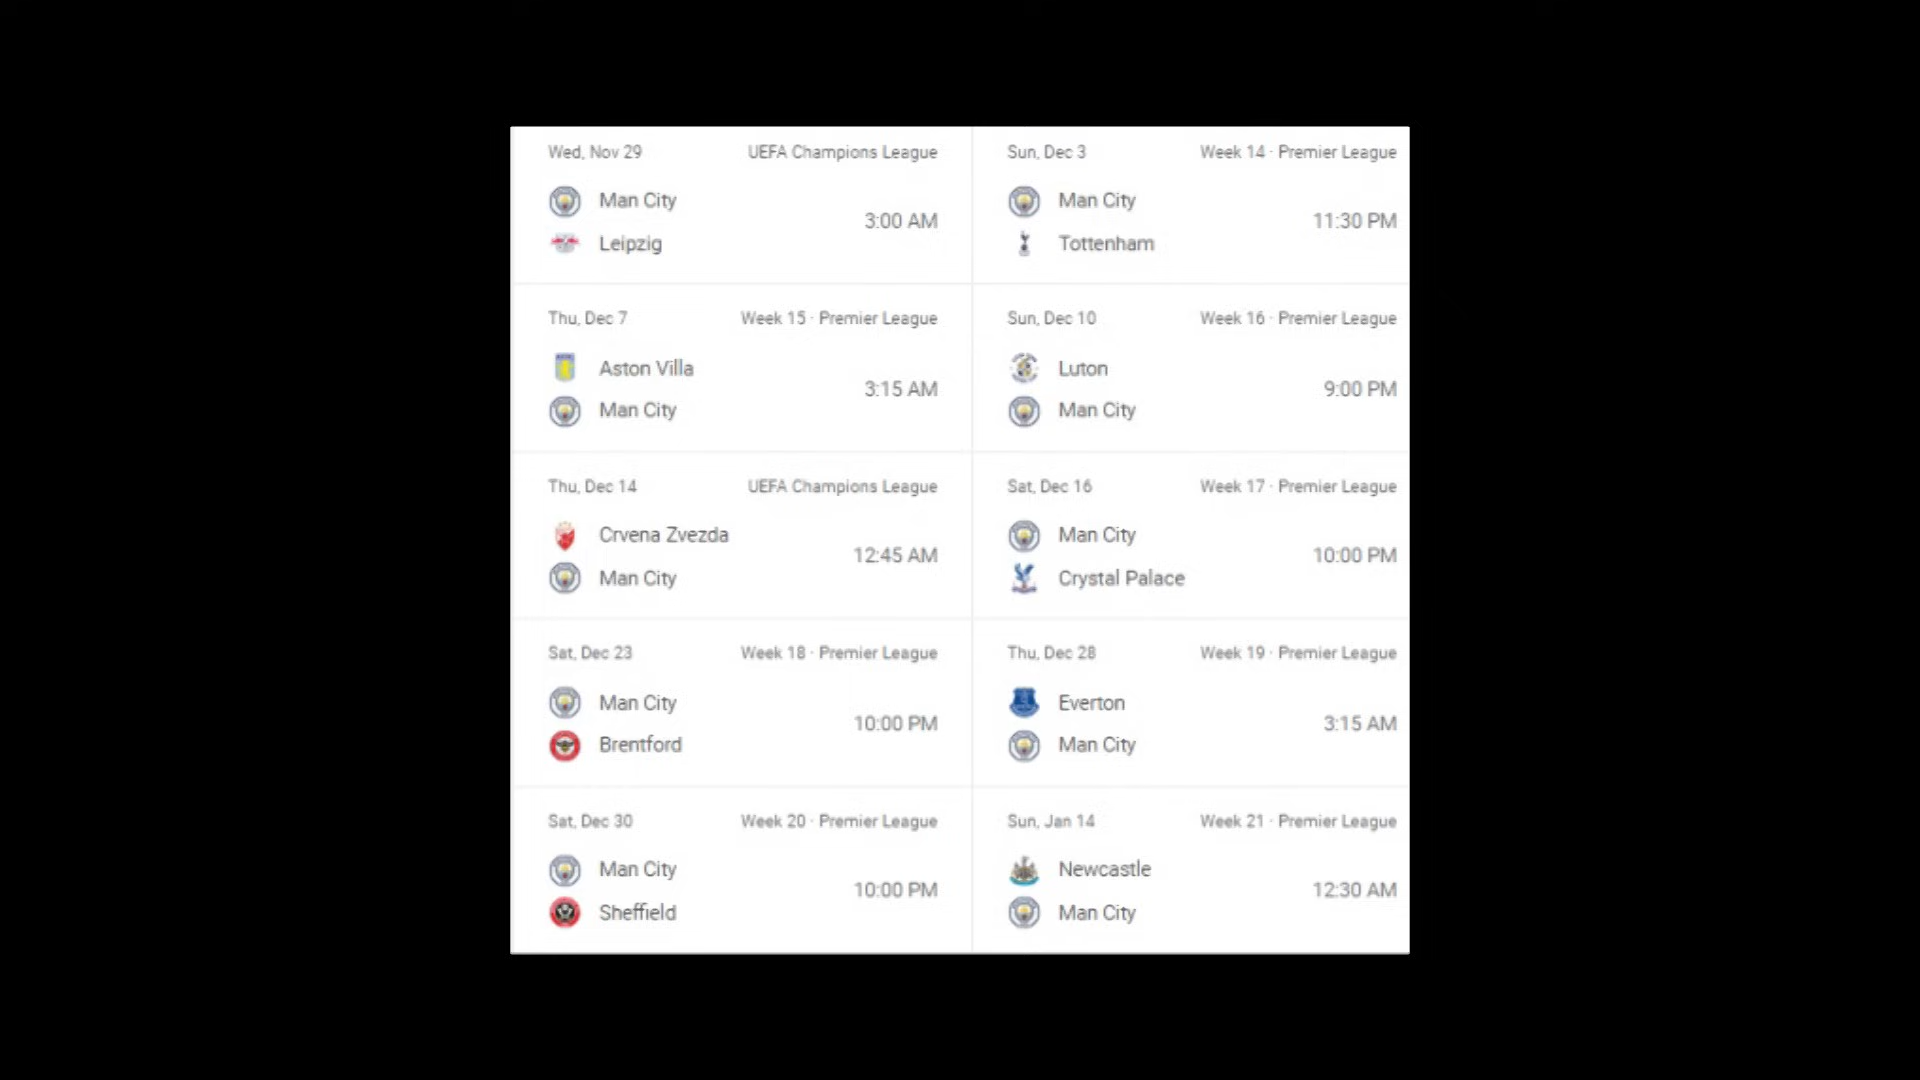 Wed, Nov 29 UEFA Champions League
Man City
3:00 AM
Leipzig
Sun, Dec 3 Week 14 · Premier League
Man City
11:30 PM
Tottenham
Thu, Dec 7 Week 15 · Premier League
Aston Villa
3:15 AM
Man City
Sun, Dec 10 Week 16 · Premier League
Luton
9:00 PM
Man City
Thu, Dec 14 UEFA Champions League
Crvena Zvezda
12:45 AM
Man City
Sat, Dec 16 Week 17 · Premier League
Man City
10:00 PM
Crystal Palace
Sat, Dec 23 Week 18 · Premier League
Man City
10:00 PM
Brentford
Thu, Dec 28 Week 19 · Premier League
Everton
3:15 AM
Man City
Sat, Dec 30 Week 20 · Premier League
Man City
10:00 PM
Sheffield
Sun, Jan 14 Week 21 · Premier League
Newcastle
12:30 AM
Man City